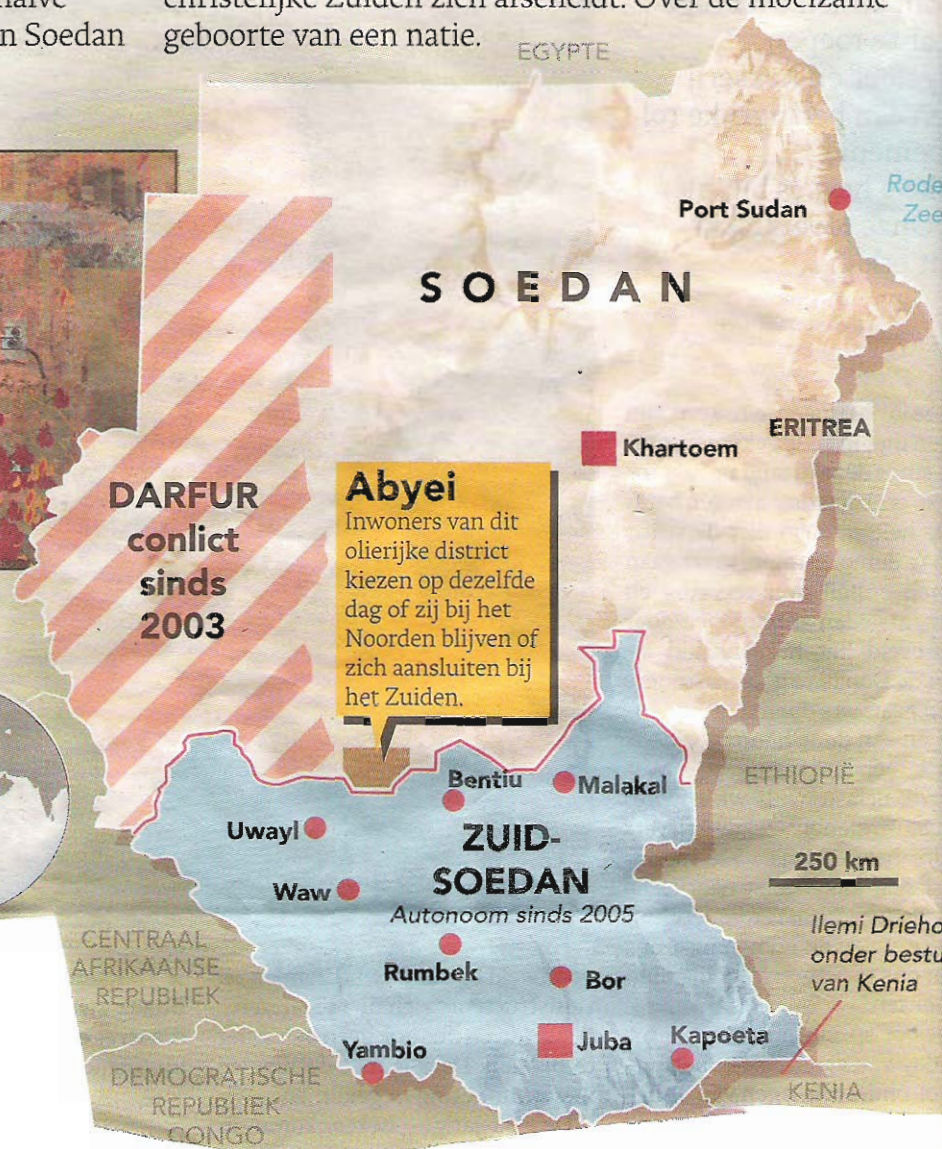 christelijke Zuiden zich afscheidt. Over de moeizame
n Soedan
geboorte van een natie.
EGYPTE
Rode
Zee
Port Sudan
SOEDAN
ERITREA
Khartoem
DARFUR
conlict
sinds
2003
Abyei
Inwoners van dit
olierijke district
kiezen op dezelfde
dag of zij bij het
Noorden blijven of
zich aansluiten bij
het Zuiden.
ETHIOPIË
Bentiu
Malakal
Uwayl
ZUID-
SOEDAN
Autonoom sinds 2005
Waw
250 km
Ilemi Drieho
onder bestu
van Kenia
CENTRAAL
AFRIKAANSE
REPUBLIEK
Rumbek
Bor
Juba
Kapoeta
Yambio
DEMOCRATISCHE
REPUBLIEK
CONGO
KENIA